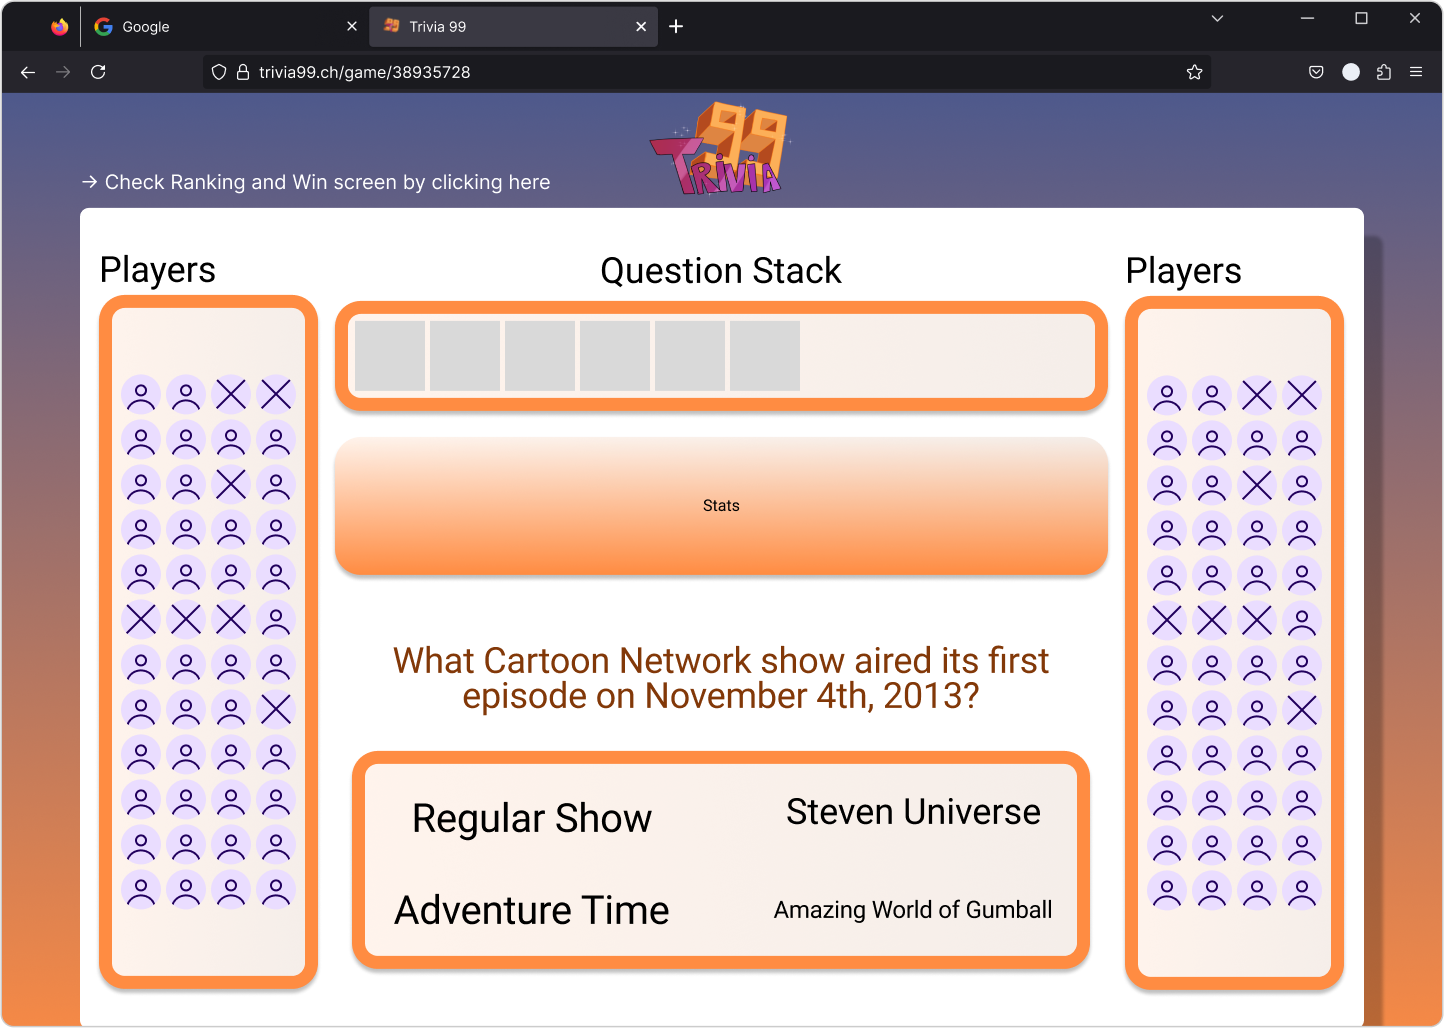 Google
Trivia 99
trivia99.ch/game/38935728
99
TRiViA
→ Check Ranking and Win screen by clicking here
Players
Question Stack
Players
Stats
What Cartoon Network show aired its first
episode on November 4th, 2013?
Regular Show
Steven Universe
Adventure Time
Amazing World of Gumball